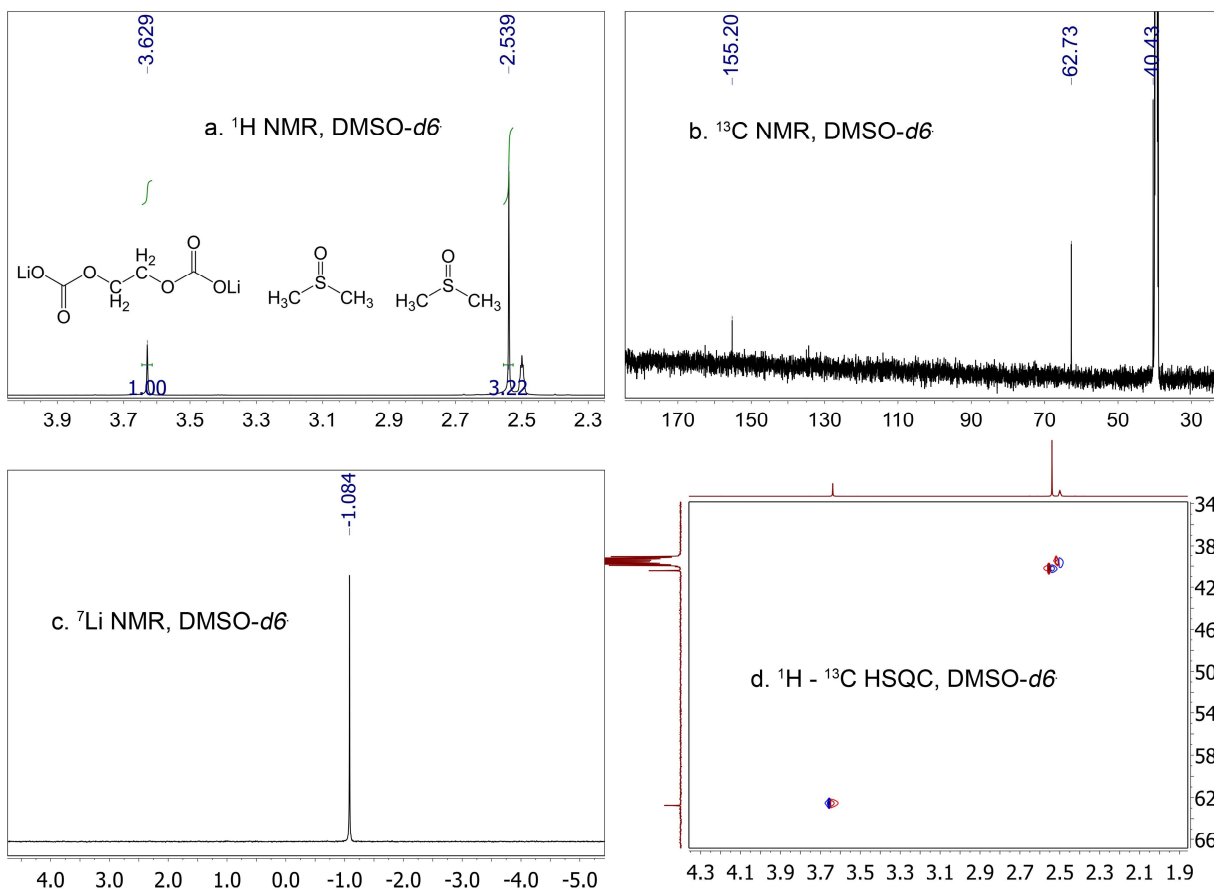 3.629
2.539
a. ¹H NMR, DMSO-d6
O
H₂
LiO
O
C
C
O
OLi
H₂
O
O
S
H₃C
CH₃
O
S
H₃C
CH₃
1.00
3.22
3.9 3.7 3.5 3.3 3.1 2.9 2.7 2.5 2.3
155.20
62.73
40.43
b. ¹³C NMR, DMSO-d6
170 150 130 110 90 70 50 30
-1.084
c. ⁷Li NMR, DMSO-d6
4.0 3.0 2.0 1.0 0.0 -1.0 -2.0 -3.0 -4.0 -5.0
d. ¹H - ¹³C HSQC, DMSO-d6
34
38
42
46
50
54
58
62
66
4.3 4.1 3.9 3.7 3.5 3.3 3.1 2.9 2.7 2.5 2.3 2.1 1.9